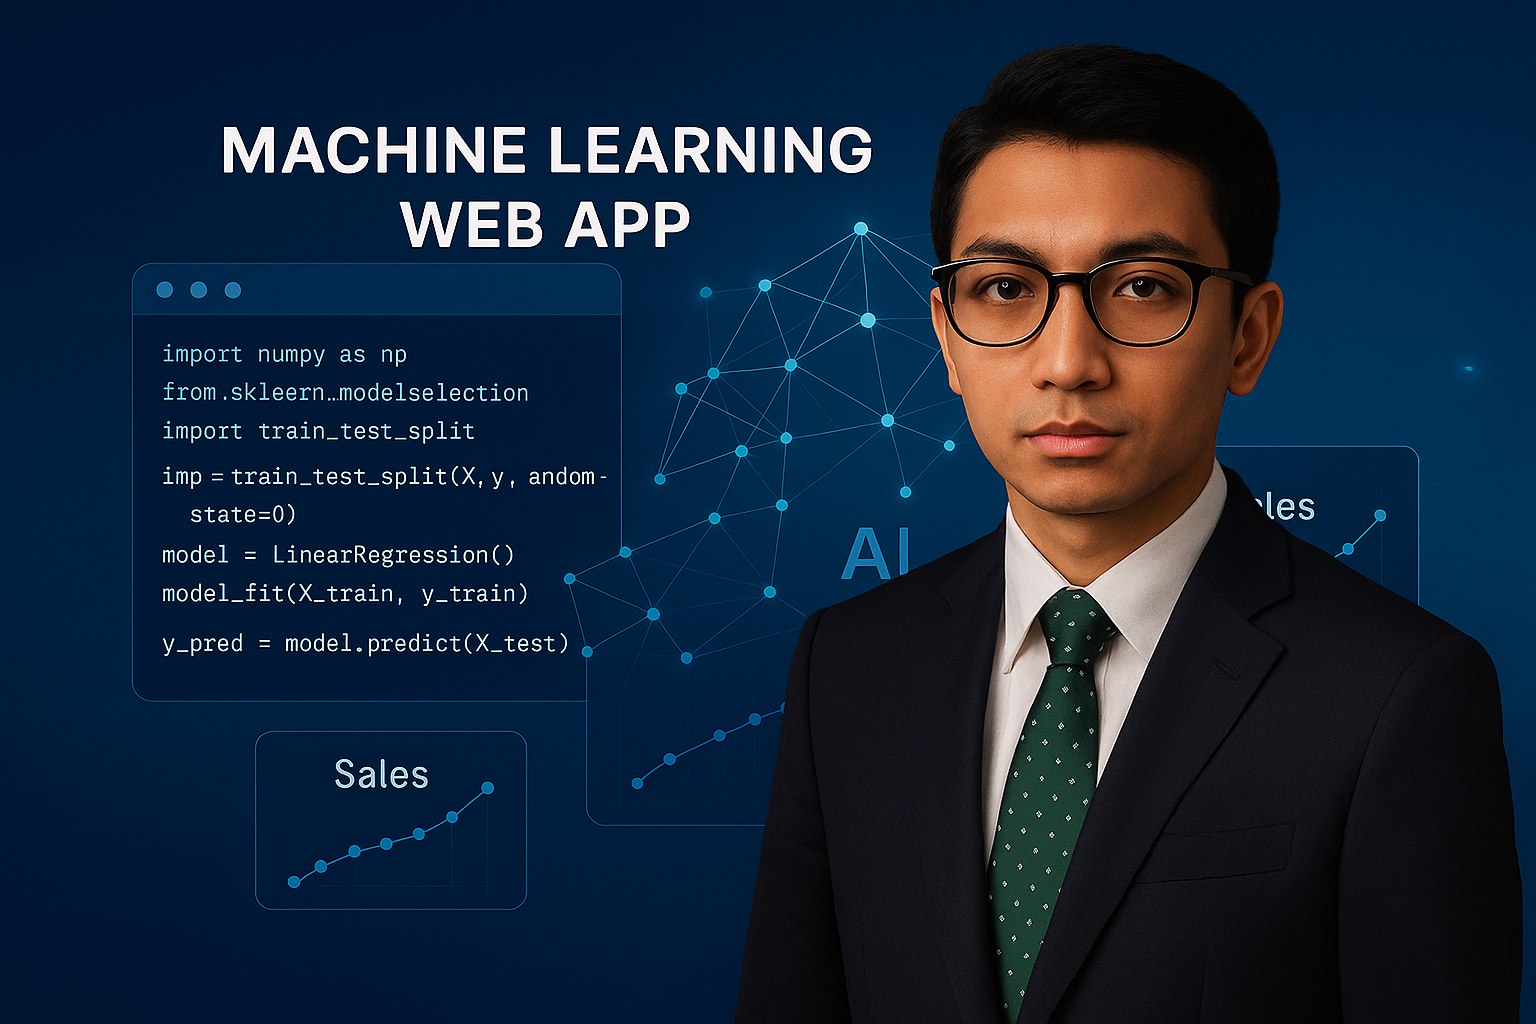 MACHINE LEARNING
WEB APP
import numpy as np
from.skleern…modelselection
import train_test_split
imp = train_test_split(X, y, andom-
state=0)
model = LinearRegression()
model_fit(X_train, y_train)
y_pred = model.predict(X_test)
AI
ales
Sales